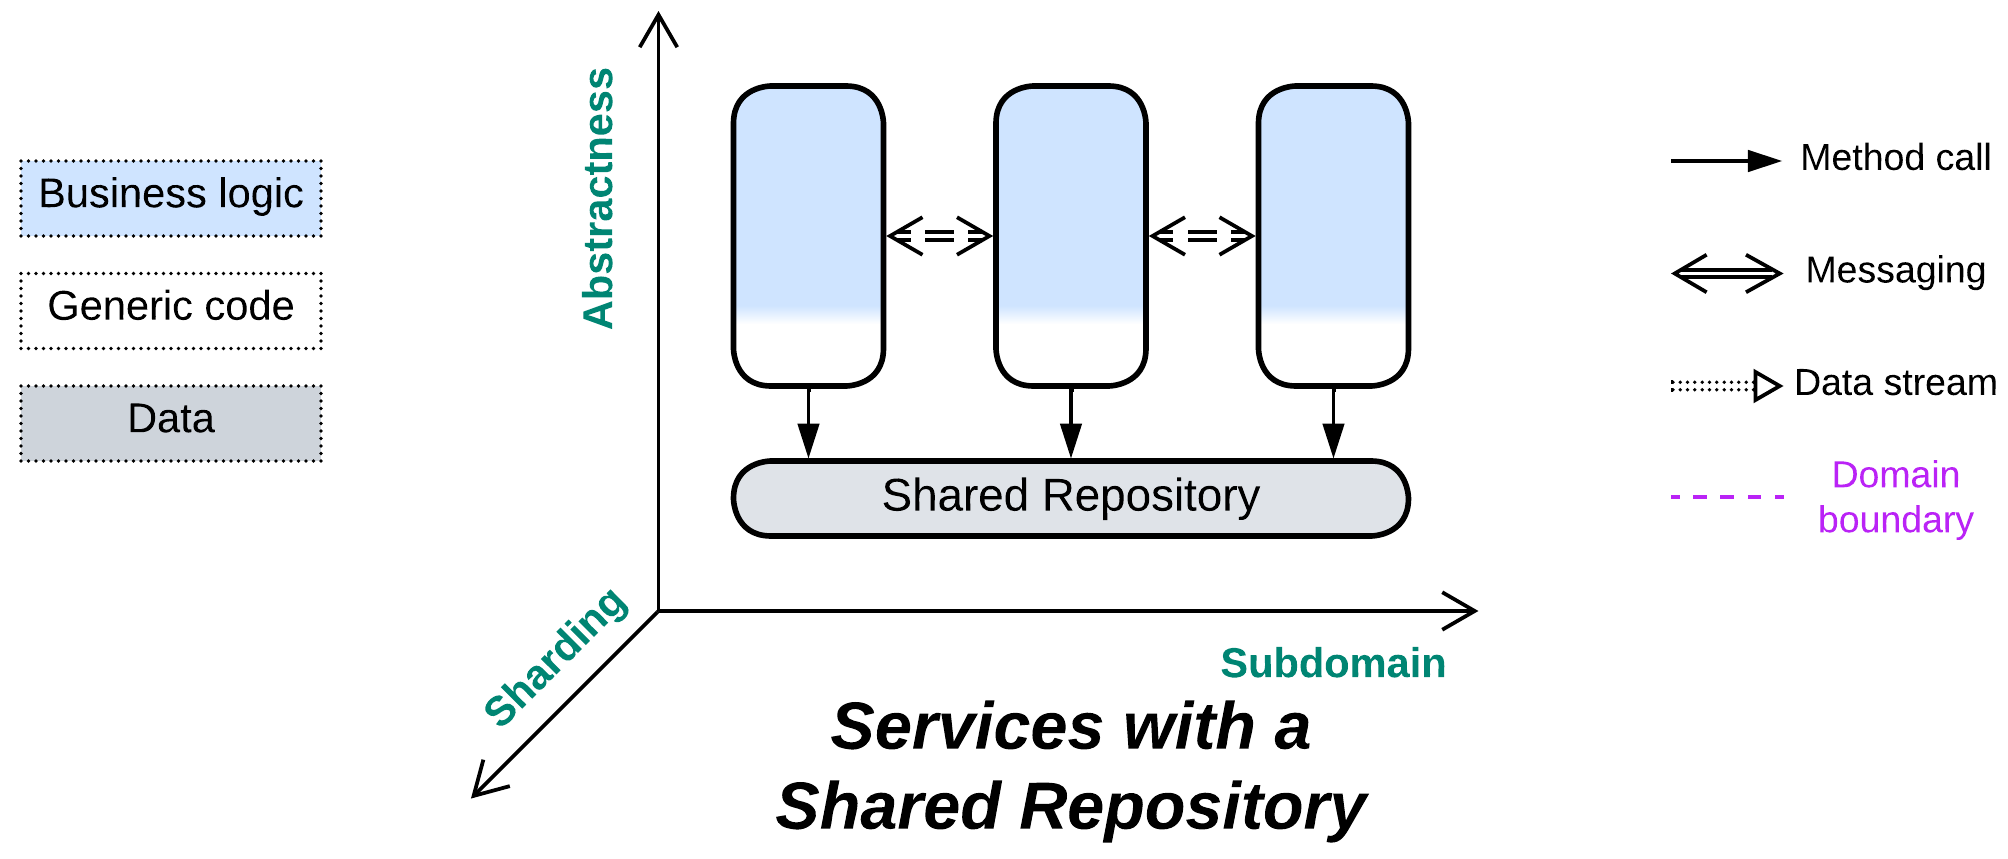 Business logic
Generic code
Data
Abstractness
Sharding
Subdomain
Shared Repository
Services with a
Shared Repository
Method call
Messaging
Data stream
Domain
boundary